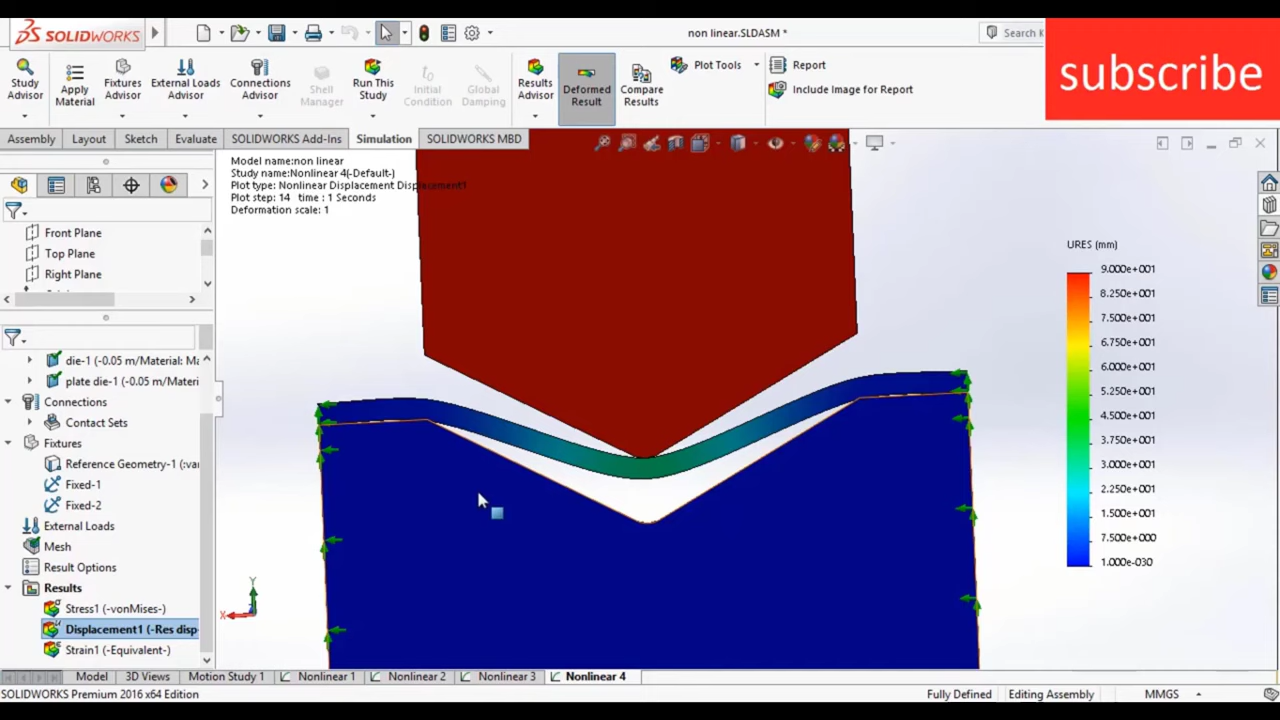 SOLIDWORKS
non linear.SLDASM *
Search K
subscribe
Study Advisor
Apply Material
Fixtures Advisor
External Loads Advisor
Connections Advisor
Shell Manager
Run This Study
Initial Condition
Global Damping
Results Advisor
Deformed Result
Compare Results
Plot Tools
Report
Include Image for Report
Assembly
Layout
Sketch
Evaluate
SOLIDWORKS Add-Ins
Simulation
SOLIDWORKS MBD
Model name:non linear
Study name:Nonlinear 4(-Default-)
Plot type: Nonlinear Displacement Displacement1
Plot step: 14 time : 1 Seconds
Deformation scale: 1
Front Plane
Top Plane
Right Plane
die-1 (-0.05 m/Material: Ma
plate die-1 (-0.05 m/Materi
Connections
Contact Sets
Fixtures
Reference Geometry-1 (:var
Fixed-1
Fixed-2
External Loads
Mesh
Result Options
Results
Stress1 (-vonMises-)
Displacement1 (-Res disp
Strain1 (-Equivalent-)
URES (mm)
9.000e+001
8.250e+001
7.500e+001
6.750e+001
6.000e+001
5.250e+001
4.500e+001
3.750e+001
3.000e+001
2.250e+001
1.500e+001
7.500e+000
1.000e-030
Y
X
Model
3D Views
Motion Study 1
Nonlinear 1
Nonlinear 2
Nonlinear 3
Nonlinear 4
SOLIDWORKS Premium 2016 x64 Edition
Fully Defined
Editing Assembly
MMGS